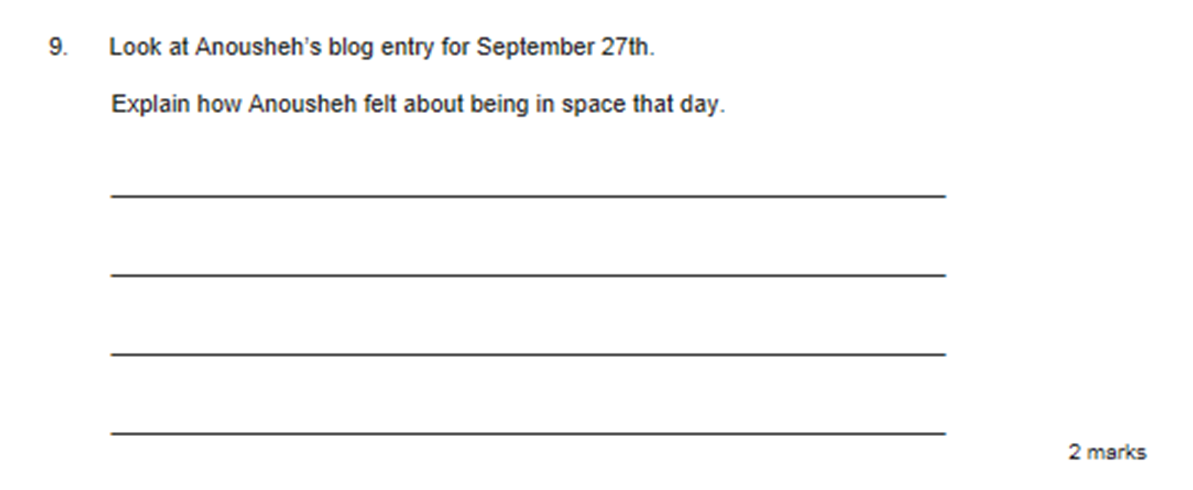 9. Look at Anousheh's blog entry for September 27th.
Explain how Anousheh felt about being in space that day.
2 marks